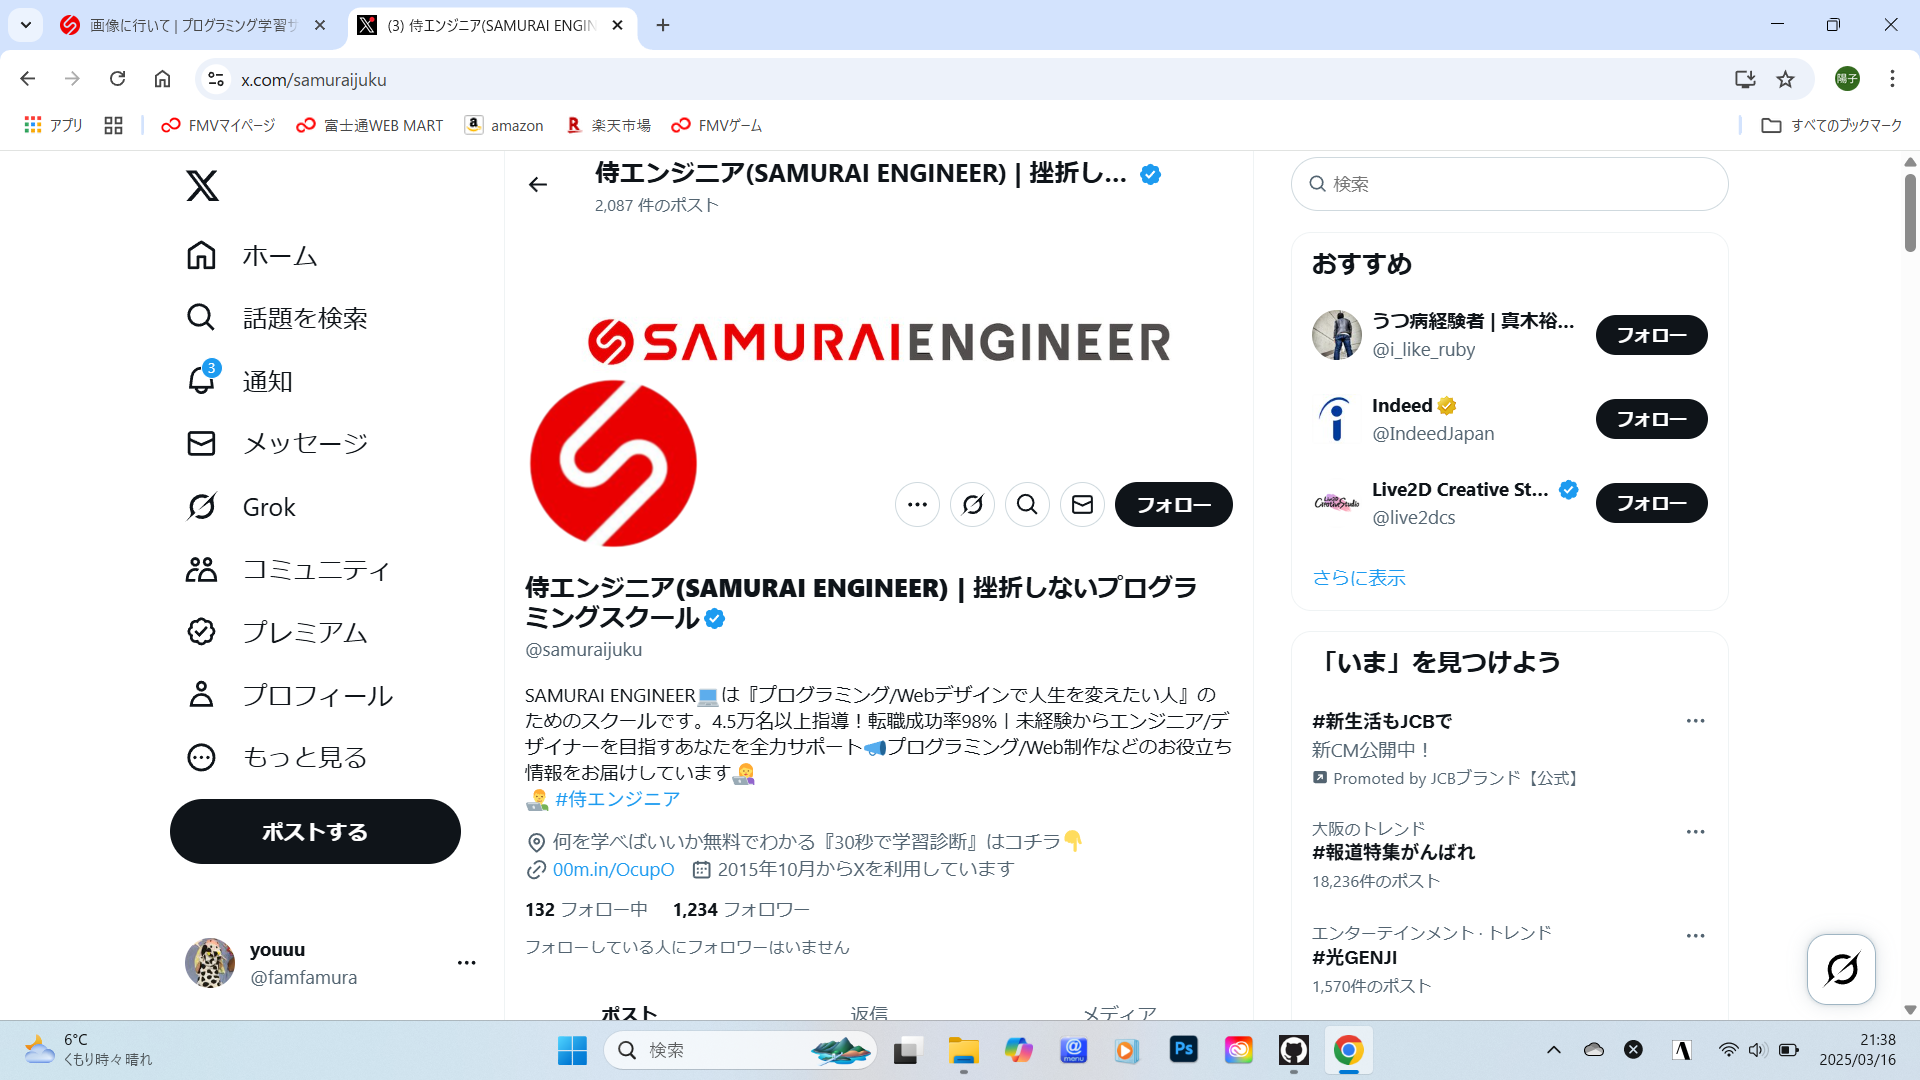 画像に行いて | プログラミング学習サ
(3) 侍エンジニア(SAMURAI ENGIN
x.com/samuraijuku
陽子
アプリ
FMVマイページ
富士通WEB MART
amazon
楽天市場
FMVゲーム
すべてのブックマーク
ホーム
話題を検索
3
通知
メッセージ
Grok
コミュニティ
プレミアム
プロフィール
もっと見る
ポストする
youuu
@famfamura
侍エンジニア(SAMURAI ENGINEER) | 挫折し...
2,087 件のポスト
SAMURAI ENGINEER
フォロー
侍エンジニア(SAMURAI ENGINEER) | 挫折しないプログラ
ミングスクール
@samuraijuku
SAMURAI ENGINEER💻は『プログラミング/Webデザインで人生を変えたい人』の
ためのスクールです。4.5万名以上指導！転職成功率98%｜未経験からエンジニア/デ
ザイナーを目指すあなたを全力サポート📣プログラミング/Web制作などのお役立ち
情報をお届けしています👩‍💻
👨‍💻 #侍エンジニア
何を学べばいいか無料でわかる『30秒で学習診断』はコチラ👇
00m.in/OcupO 2015年10月からXを利用しています
132 フォロー中 1,234 フォロワー
フォローしている人にフォロワーはいません
ポスト 返信 メディア
検索
おすすめ
うつ病経験者 | 真木裕...
@i_like_ruby
フォロー
Indeed
@IndeedJapan
フォロー
Live2D Creative Studio
Live2D Creative St...
@live2dcs
フォロー
さらに表示
「いま」を見つけよう
#新生活もJCBで
新CM公開中！
Promoted by JCBブランド【公式】
大阪のトレンド
#報道特集がんばれ
18,236件のポスト
エンターテインメント · トレンド
#光GENJI
1,570件のポスト
6°C
くもり時々晴れ
検索
@menu
Ps
A
21:38
2025/03/16